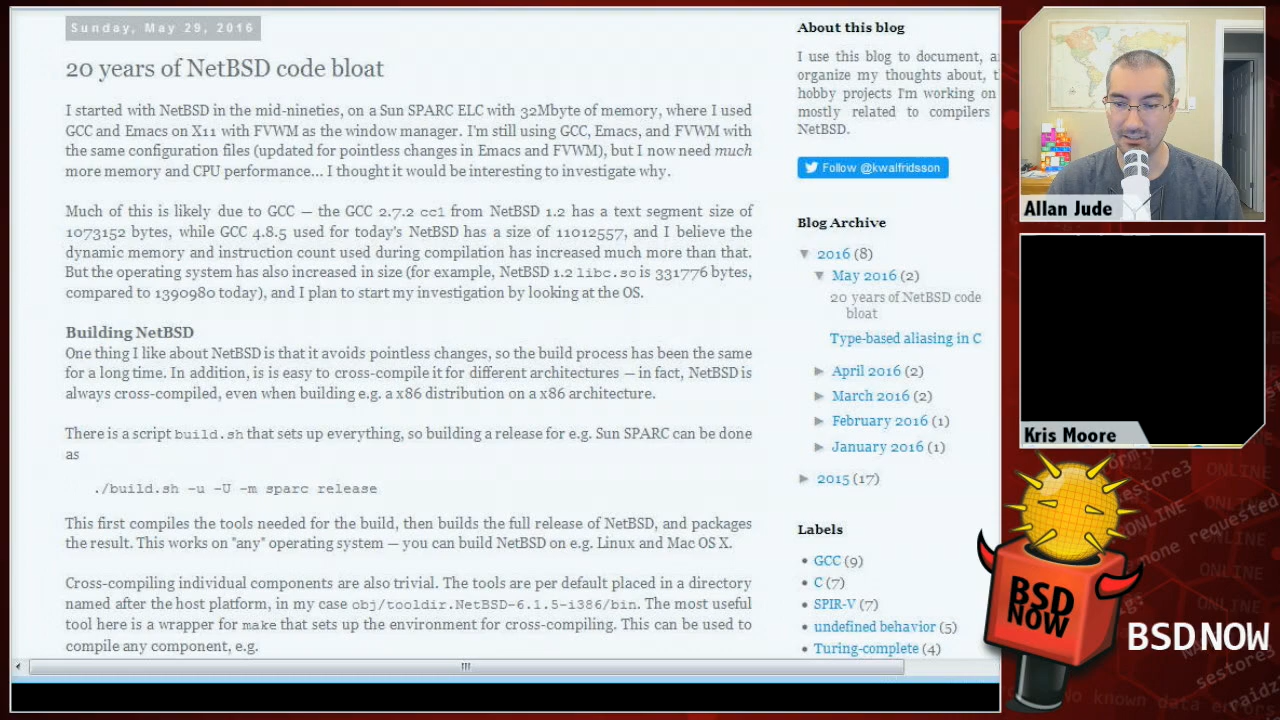 Sunday, May 29, 2016
20 years of NetBSD code bloat
I started with NetBSD in the mid-nineties, on a Sun SPARC ELC with 32Mbyte of memory, where I used
GCC and Emacs on X11 with FVWM as the window manager. I'm still using GCC, Emacs, and FVWM with
the same configuration files (updated for pointless changes in Emacs and FVWM), but I now need much
more memory and CPU performance... I thought it would be interesting to investigate why.
Much of this is likely due to GCC — the GCC 2.7.2 cc1 from NetBSD 1.2 has a text segment size of
1073152 bytes, while GCC 4.8.5 used for today's NetBSD has a size of 11012557, and I believe the
dynamic memory and instruction count used during compilation has increased much more than that.
But the operating system has also increased in size (for example, NetBSD 1.2 libc.so is 331776 bytes,
compared to 1390980 today), and I plan to start my investigation by looking at the OS.
Building NetBSD
One thing I like about NetBSD is that it avoids pointless changes, so the build process has been the same
for a long time. In addition, is is easy to cross-compile it for different architectures — in fact, NetBSD is
always cross-compiled, even when building e.g. a x86 distribution on a x86 architecture.
There is a script build.sh that sets up everything, so building a release for e.g. Sun SPARC can be done
as
./build.sh -u -U -m sparc release
This first compiles the tools needed for the build, then builds the full release of NetBSD, and packages
the result. This works on "any" operating system — you can build NetBSD on e.g. Linux and Mac OS X.
Cross-compiling individual components are also trivial. The tools are per default placed in a directory
named after the host platform, in my case obj/tooldir.NetBSD-6.1.5-i386/bin. The most useful
tool here is a wrapper for make that sets up the environment for cross-compiling. This can be used to
compile any component, e.g.
About this blog
I use this blog to document, a
organize my thoughts about, t
hobby projects I'm working on
mostly related to compilers
NetBSD.
Follow @kwalfridsson
Blog Archive
▼ 2016 (8)
▼ May 2016 (2)
20 years of NetBSD code
bloat
Type-based aliasing in C
► April 2016 (2)
► March 2016 (2)
► February 2016 (1)
► January 2016 (1)
► 2015 (17)
Labels
• GCC (9)
• C (7)
• SPIR-V (7)
• undefined behavior (5)
• Turing-complete (4)
Allan Jude
Kris Moore
BSD
NOW
BSD NOW